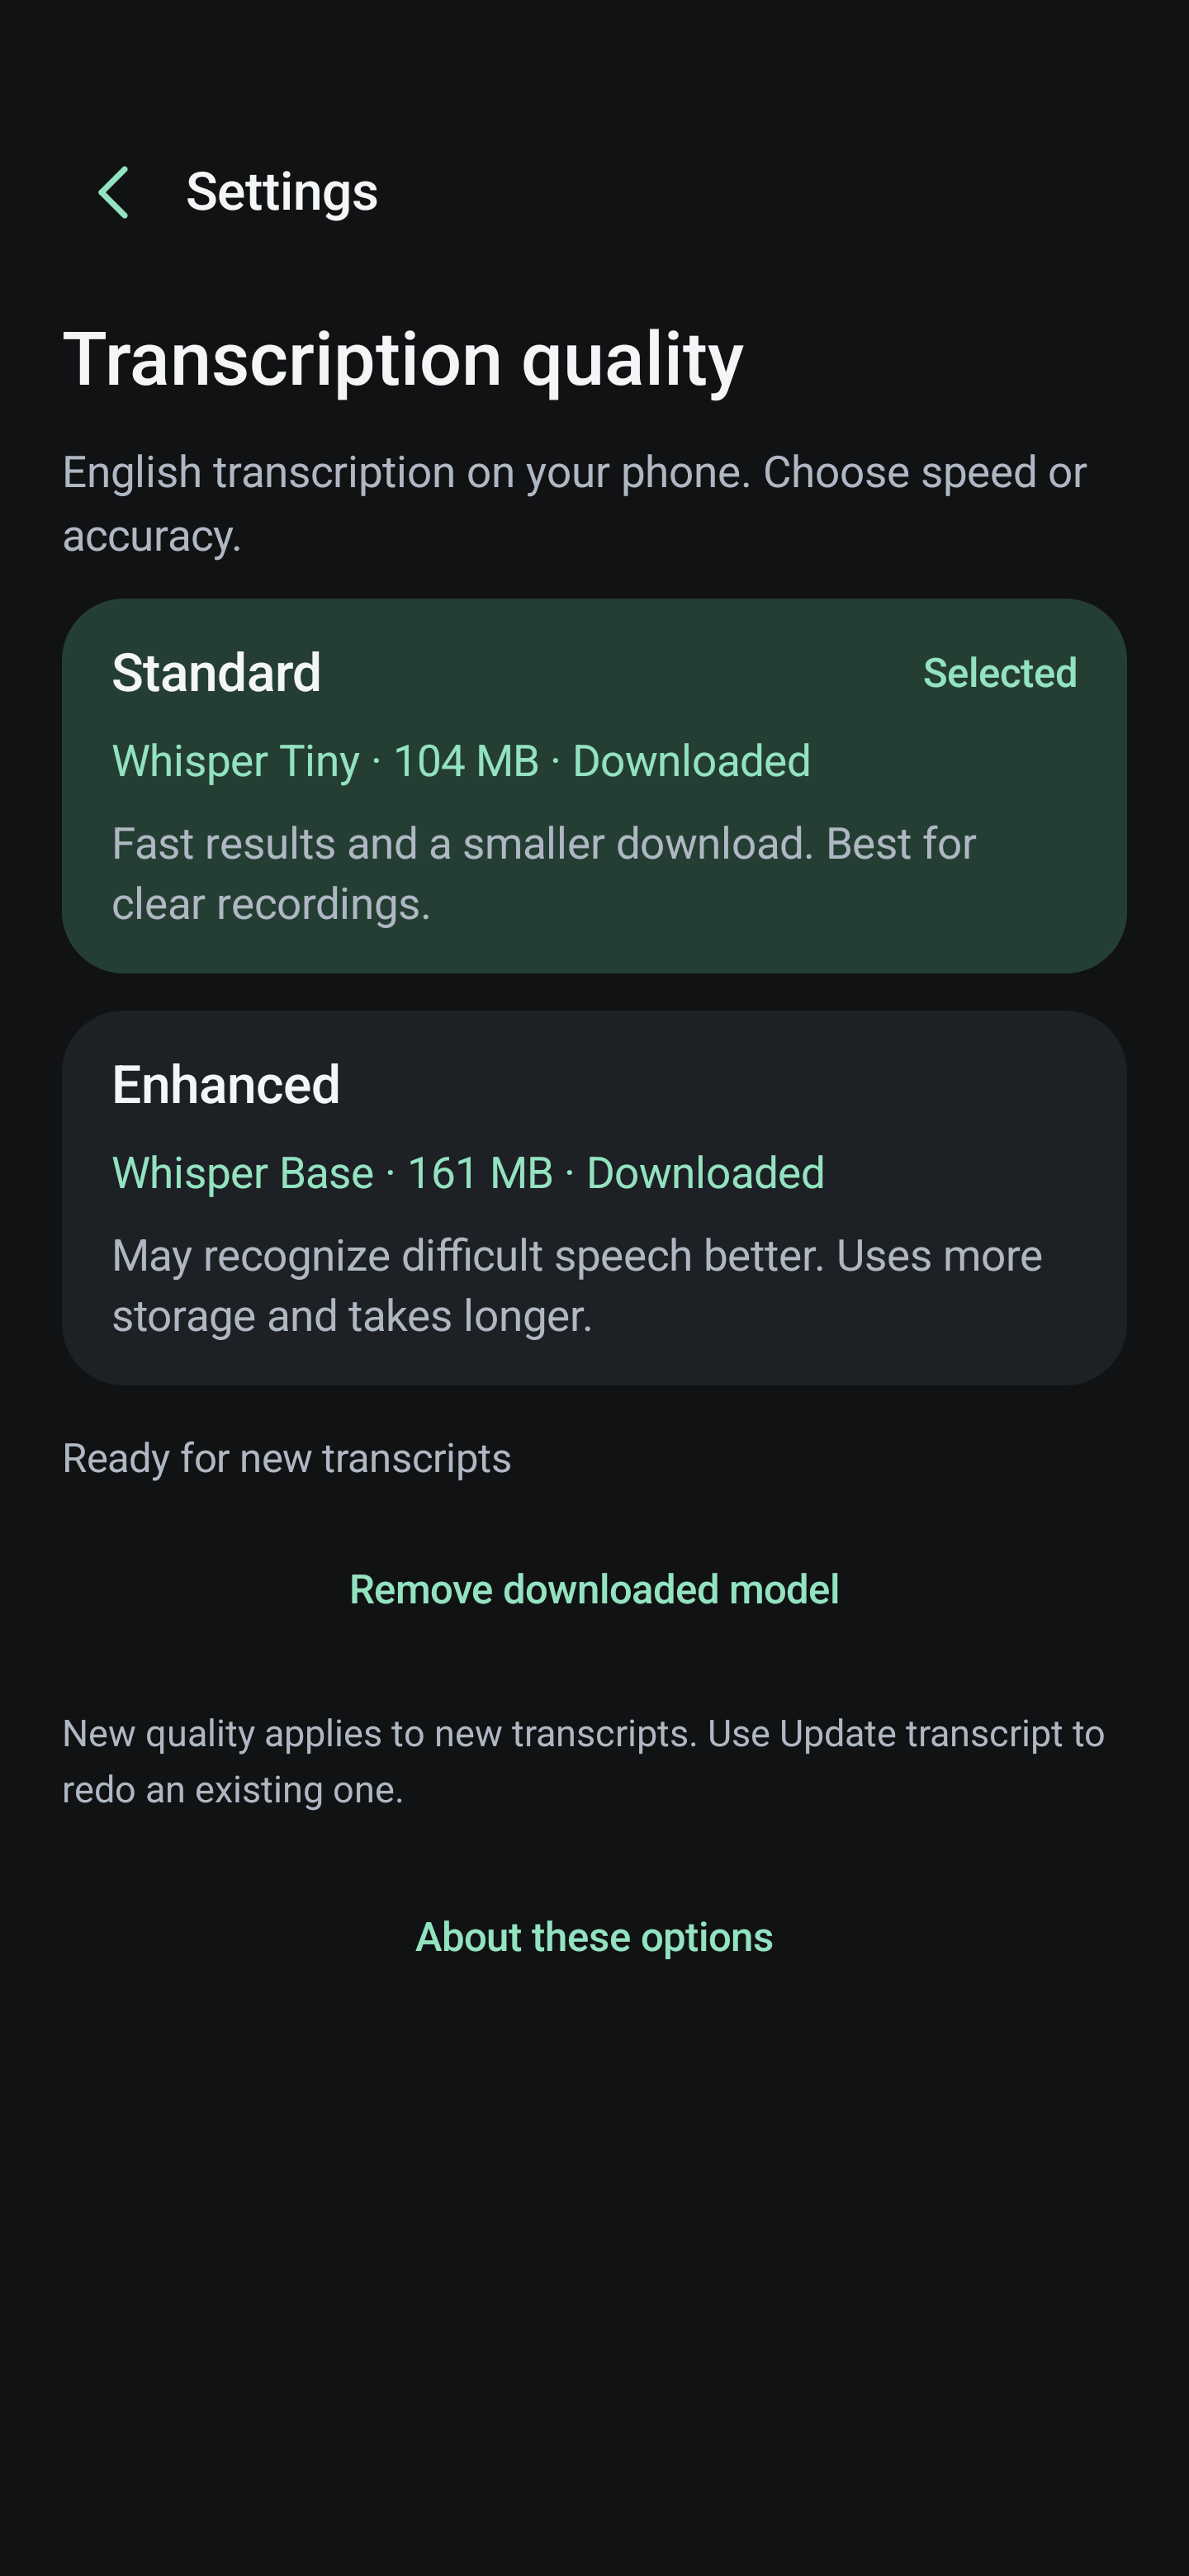 Settings
Transcription quality
English transcription on your phone. Choose speed or
accuracy.
Standard
Selected
Whisper Tiny · 104 MB · Downloaded
Fast results and a smaller download. Best for
clear recordings.
Enhanced
Whisper Base · 161 MB · Downloaded
May recognize difficult speech better. Uses more
storage and takes longer.
Ready for new transcripts
Remove downloaded model
New quality applies to new transcripts. Use Update transcript to
redo an existing one.
About these options